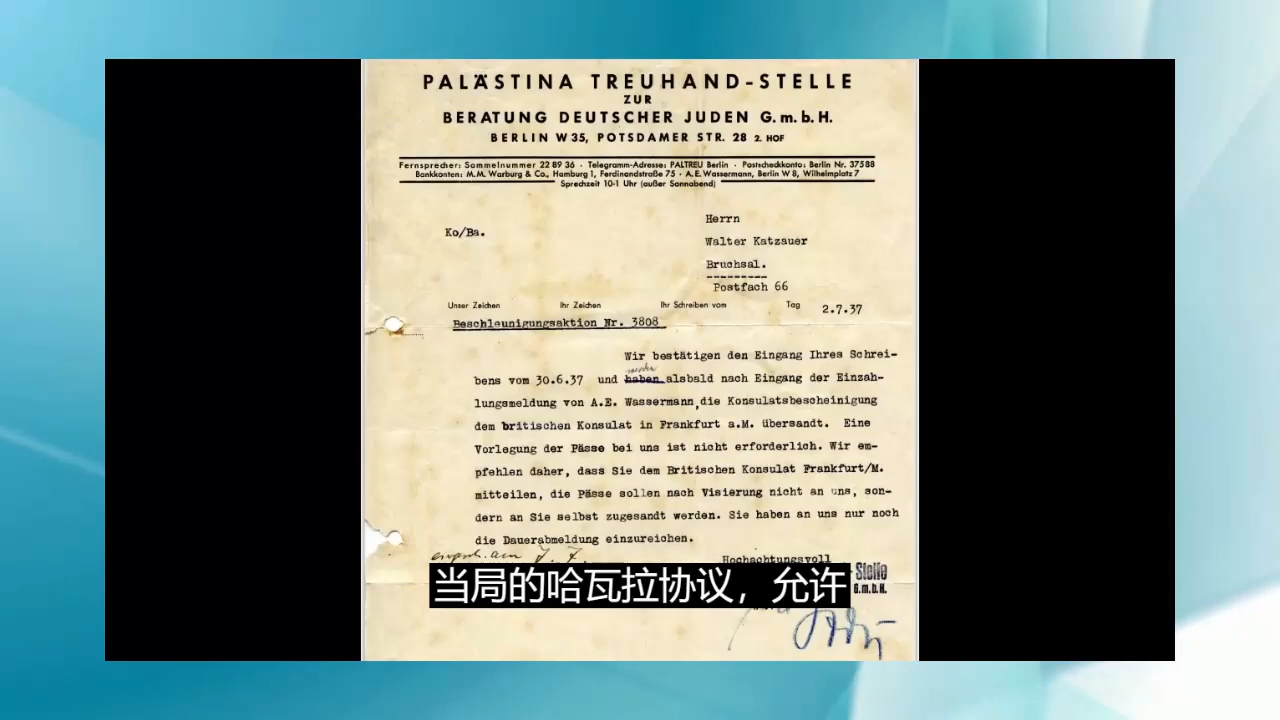 PALÄSTINA TREUHAND-STELLE
ZUR
BERATUNG DEUTSCHER JUDEN G.m.b.H.
BERLIN W 35, POTSDAMER STR. 28 2. HOF
Fernsprecher: Sammelnummer 22 89 36 · Telegramm-Adresse: PALTREU Berlin · Postscheckkonto: Berlin Nr. 37588
Bankkonten: M.M. Warburg & Co., Hamburg 1, Ferdinandstraße 75 · A.E. Wassermann, Berlin W 8, Wilhelmplatz 7
Sprechzeit 10-1 Uhr (außer Sonnabend)
Herrn
Ko/Ba.
Walter Katzauer
Bruchsal.
Postfach 66
Unser Zeichen Ihr Zeichen Ihr Schreiben vom Tag 2.7.37
Beschleunigungsaktion Nr. 3808
Wir bestätigen den Eingang Ihres Schrei-
werden
bens vom 30.6.37 und haben alsbald nach Eingang der Einzah-
lungsmeldung von A.E. Wassermann, die Konsulatsbescheinigung
dem britischen Konsulat in Frankfurt a.M. übersandt. Eine
Vorlegung der Pässe bei uns ist nicht erforderlich. Wir em-
pfehlen daher, dass Sie dem Britischen Konsulat Frankfurt/M.
mitteilen, die Pässe sollen nach Visierung nicht an uns, son-
dern an Sie selbst zugesandt werden. Sie haben an uns nur noch
die Dauerabmeldung einzureichen.
am 7.7.
Hochachtungsvoll
-Stelle
G.m.b.H.
当局的哈瓦拉协议，允许